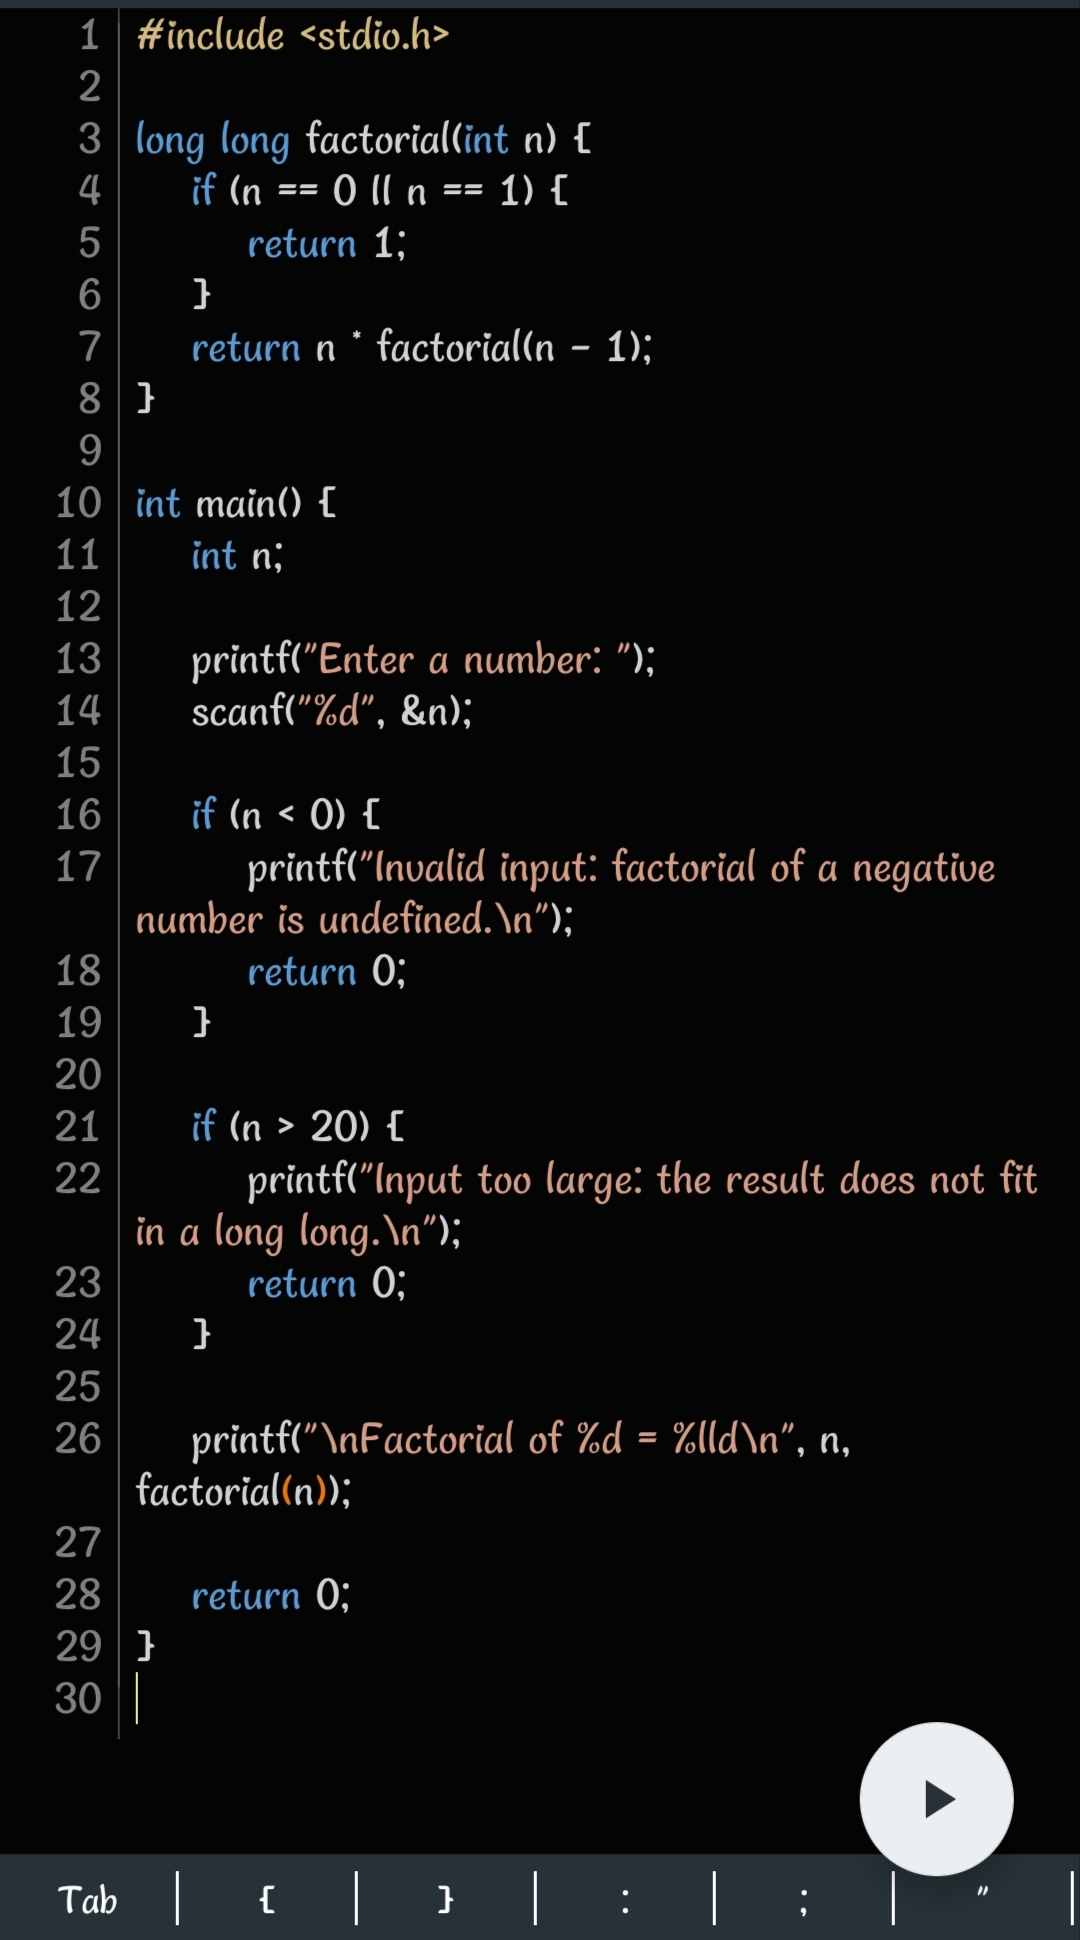 1 #include <stdio.h>
2
3 long long factorial(int n) {
4 if (n == 0 || n == 1) {
5 return 1;
6 }
7 return n * factorial(n - 1);
8 }
9
10 int main() {
11 int n;
12
13 printf("Enter a number: ");
14 scanf("%d", &n);
15
16 if (n < 0) {
17 printf("Invalid input: factorial of a negative
number is undefined.\n");
18 return 0;
19 }
20
21 if (n > 20) {
22 printf("Input too large: the result does not fit
in a long long.\n");
23 return 0;
24 }
25
26 printf("\nFactorial of %d = %lld\n", n,
factorial(n));
27
28 return 0;
29 }
30
Tab { } : ; "